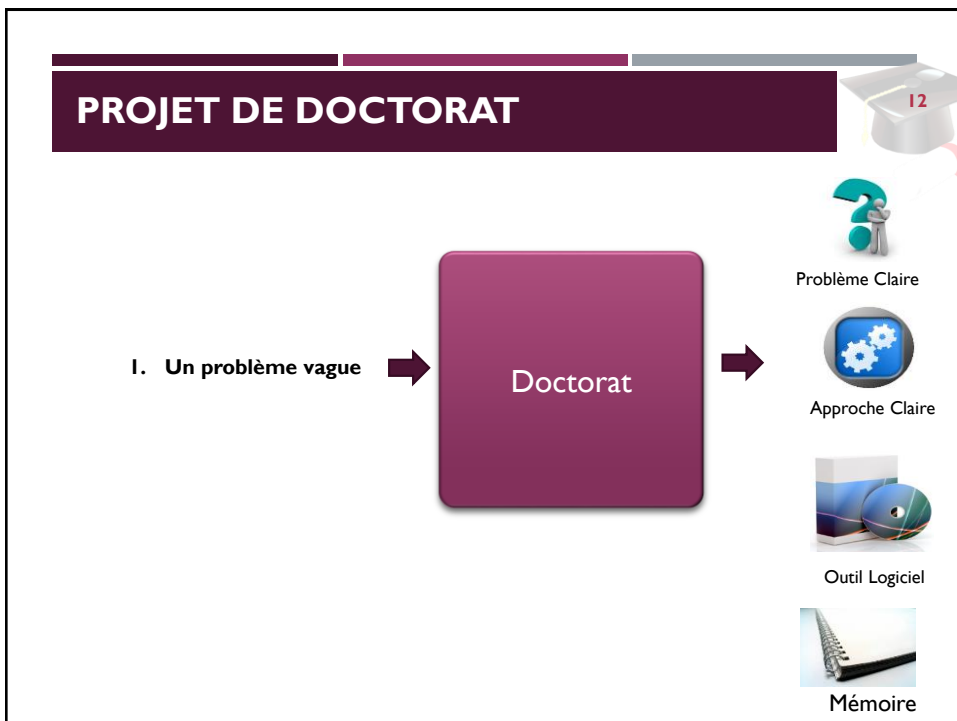 PROJET DE DOCTORAT
12
Problème Claire
1. Un problème vague
Doctorat
Approche Claire
Outil Logiciel
Mémoire